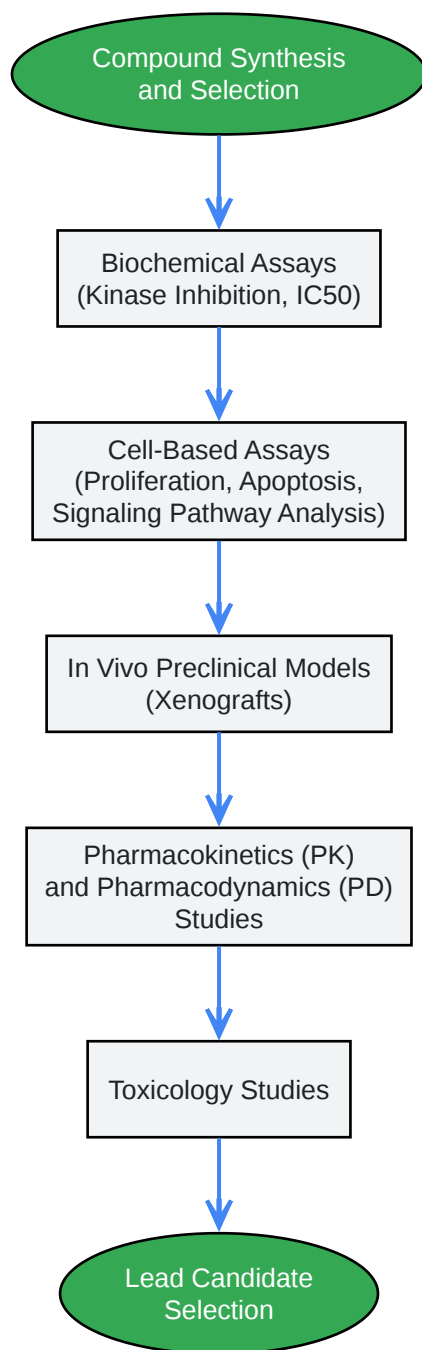 Compound Synthesis
and Selection
Biochemical Assays
(Kinase Inhibition, IC50)
Cell-Based Assays
(Proliferation, Apoptosis,
Signaling Pathway Analysis)
In Vivo Preclinical Models
(Xenografts)
Pharmacokinetics (PK)
and Pharmacodynamics (PD)
Studies
Toxicology Studies
Lead Candidate
Selection